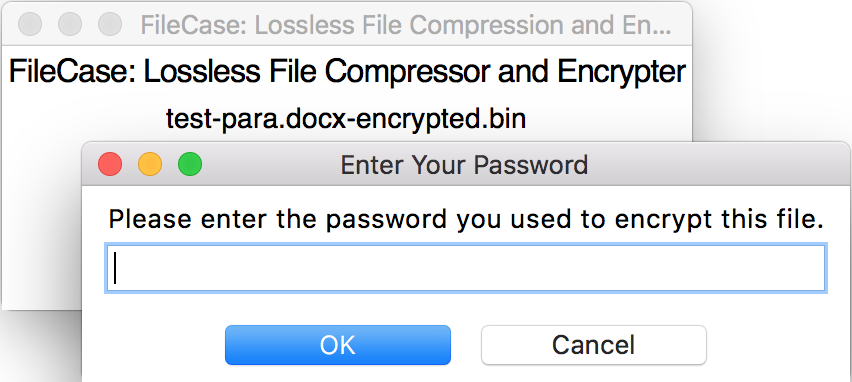 FileCase: Lossless File Compression and En...
FileCase: Lossless File Compressor and Encrypter
test-para.docx-encrypted.bin
Enter Your Password
Please enter the password you used to encrypt this file.
OK Cancel